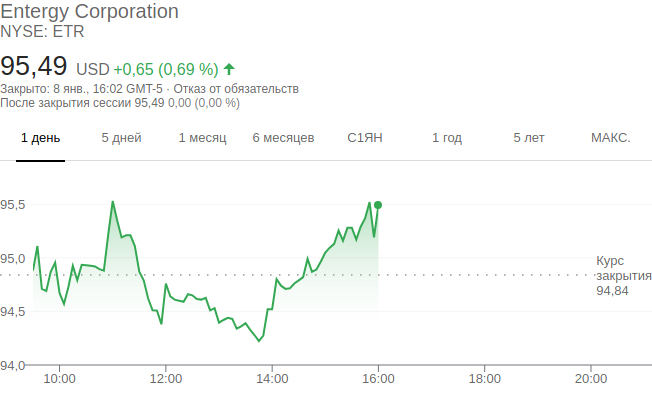 Entergy Corporation
NYSE: ETR
95,49 USD +0,65 (0,69 %)
Закрыто: 8 янв., 16:02 GMT-5 · Отказ от обязательств
После закрытия сессии 95,49 0,00 (0,00 %)
1 день 5 дней 1 месяц 6 месяцев С1ЯН 1 год 5 лет МАКС.
95,5
95,0
94,5
94,0
Курс
закрытия
94,84
10:00 12:00 14:00 16:00 18:00 20:00